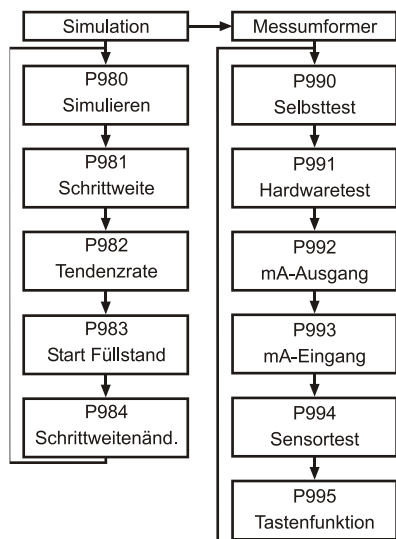 Simulation
P980
Simulieren
P981
Schrittweite
P982
Tendenzrate
P983
Start Füllstand
P984
Schrittweitenänd.
Messumformer
P990
Selbsttest
P991
Hardwaretest
P992
mA-Ausgang
P993
mA-Eingang
P994
Sensortest
P995
Tastenfunktion